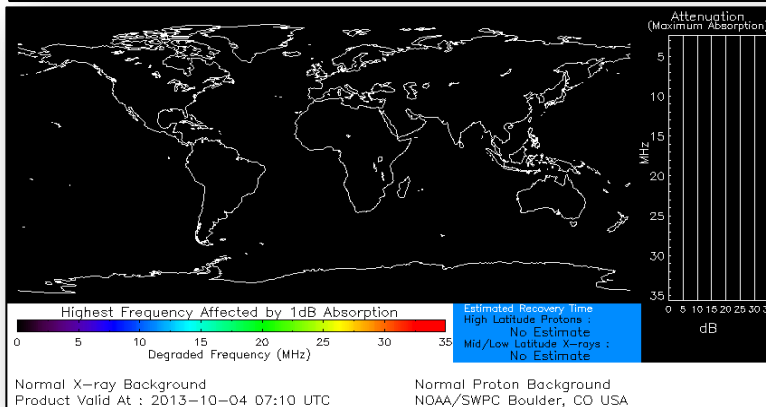 Attenuation
(Maximum Absorption)
5
10
15
20
25
30
35
MHz
0 5 10 15 20 25 30
dB
Highest Frequency Affected by 1dB Absorption
0 5 10 15 20 25 30 35
Degraded Frequency (MHz)
Estimated Recovery Time
High Latitude Protons :
No Estimate
Mid/Low Latitude X-rays :
No Estimate
Normal X-ray Background
Normal Proton Background
Product Valid At : 2013-10-04 07:10 UTC
NOAA/SWPC Boulder, CO USA